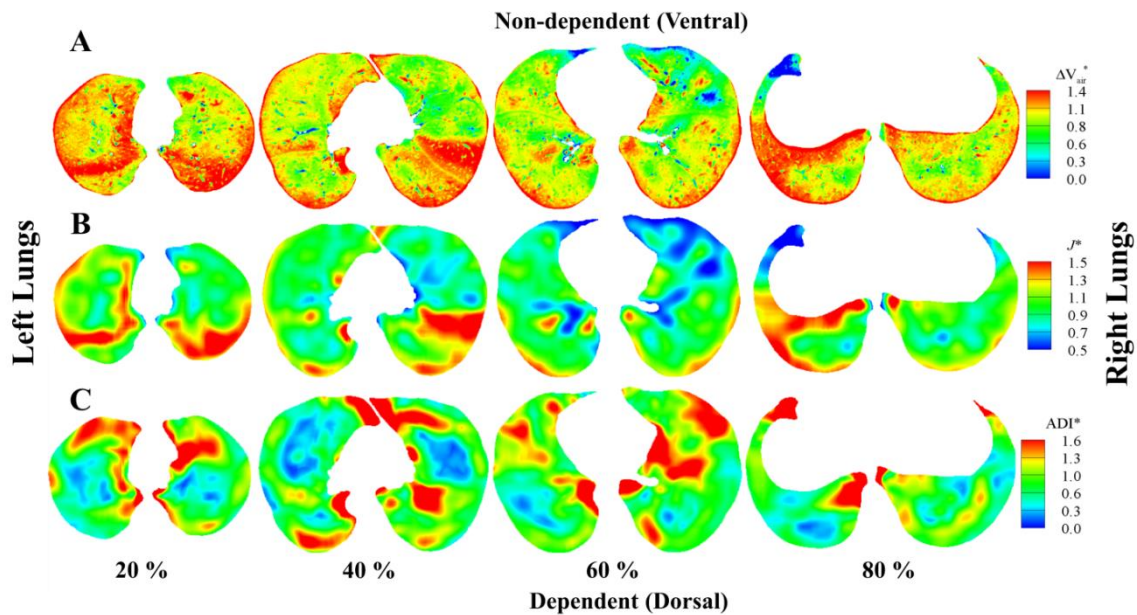 Non-dependent (Ventral)
A
ΔVair*
1.4
1.1
0.8
0.6
0.3
0.0
Left Lungs
Right Lungs
B
J*
1.5
1.3
1.1
0.9
0.7
0.5
C
ADI*
1.6
1.3
1.0
0.6
0.3
0.0
20 %
40 %
60 %
80 %
Dependent (Dorsal)